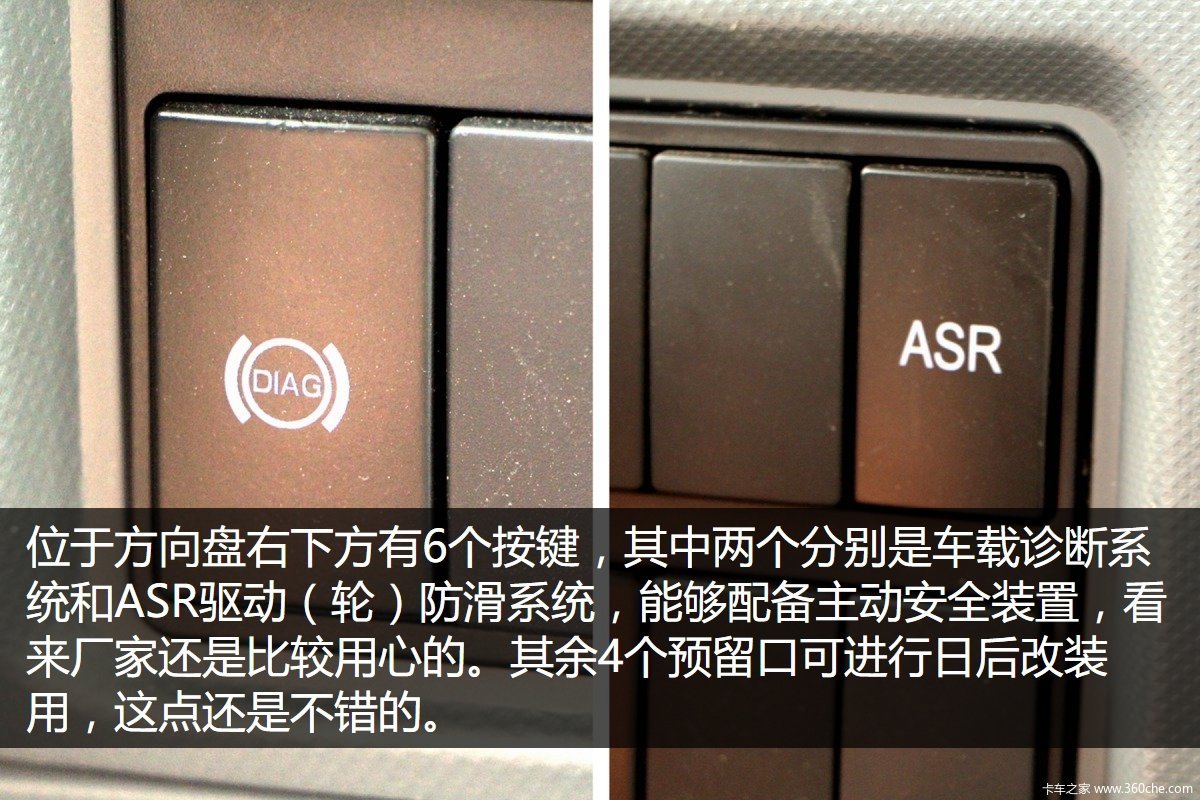 DIAG
ASR
位于方向盘右下方有6个按键，其中两个分别是车载诊断系
统和ASR驱动（轮）防滑系统，能够配备主动安全装置，看
来厂家还是比较用心的。其余4个预留口可进行日后改装
用，这点还是不错的。
卡车之家 www.360che.com